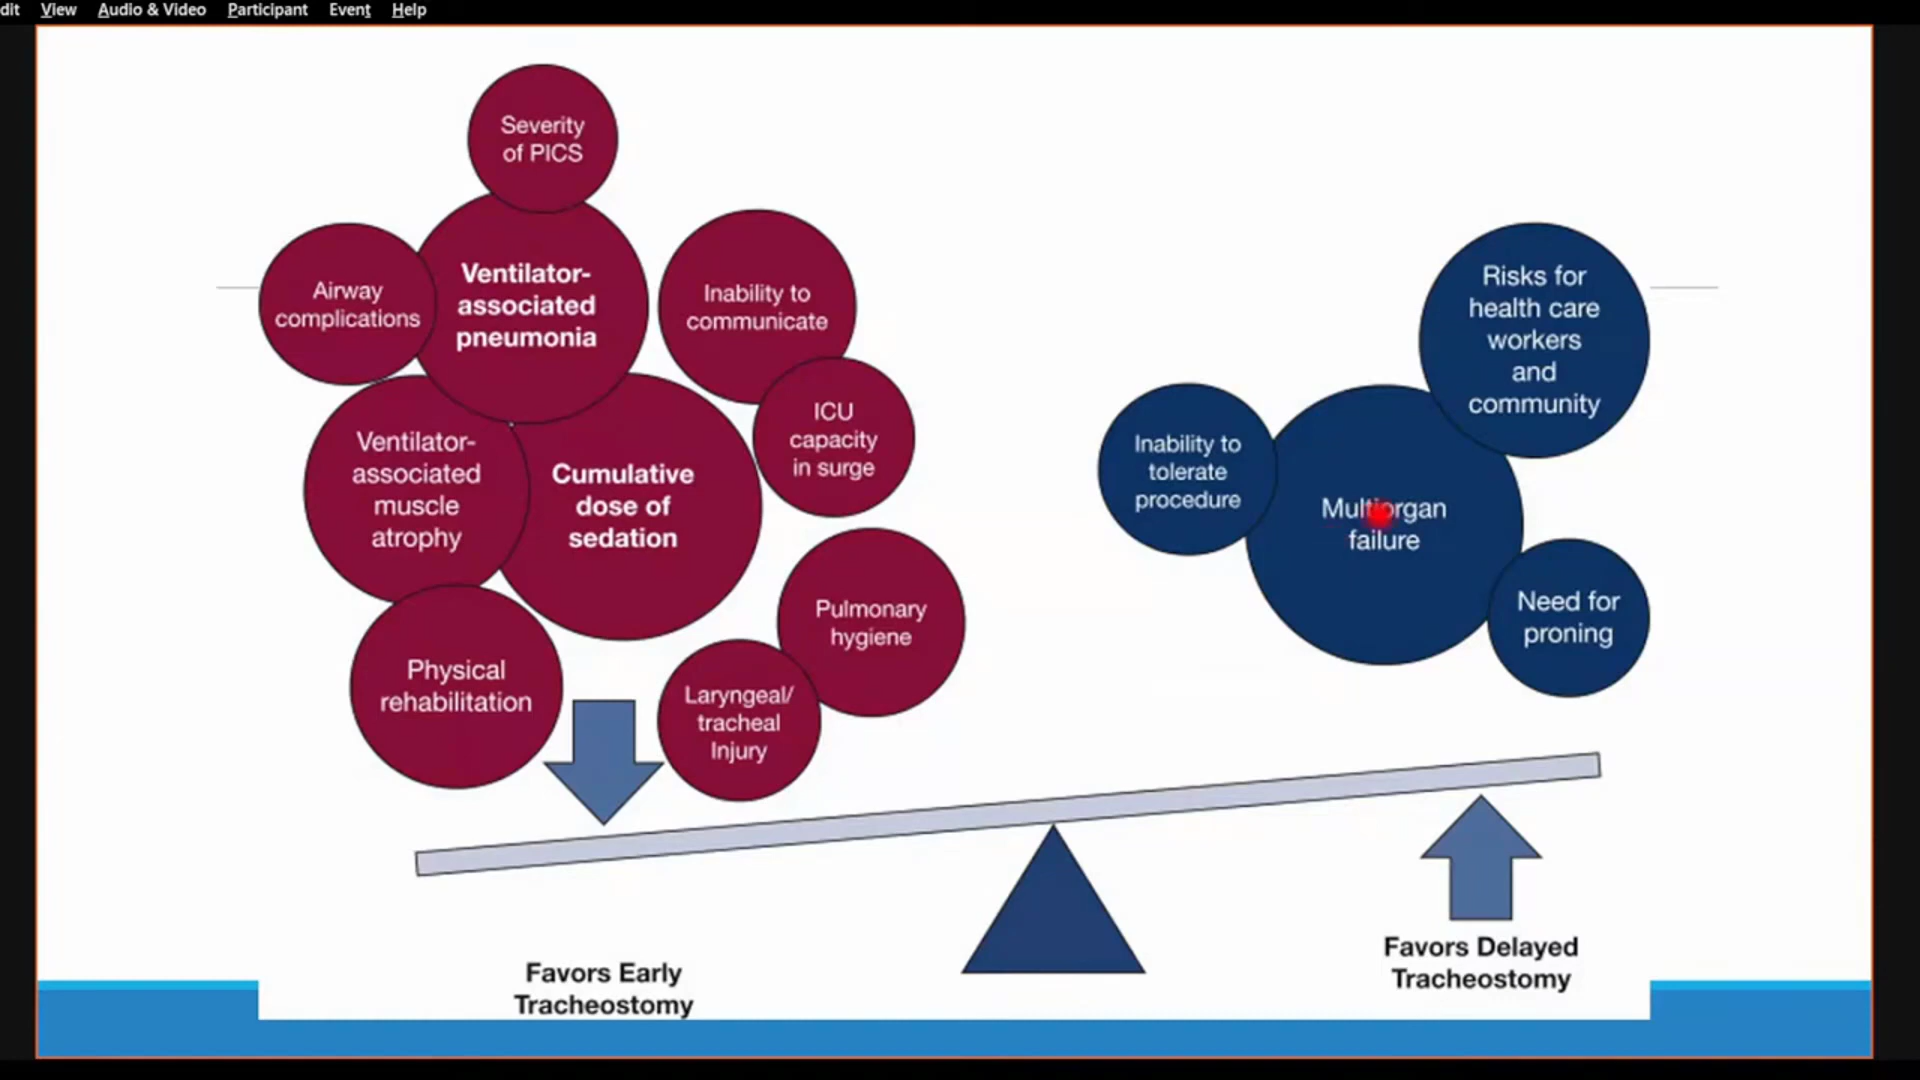 dit View Audio & Video Participant Event Help
Severity
of PICS
Airway
complications
Ventilator-
associated
pneumonia
Inability to
communicate
ICU
capacity
in surge
Ventilator-
associated
muscle
atrophy
Cumulative
dose of
sedation
Pulmonary
hygiene
Physical
rehabilitation
Laryngeal/
tracheal
Injury
Risks for
health care
workers
and
community
Inability to
tolerate
procedure
Multiorgan
failure
Need for
proning
Favors Early
Tracheostomy
Favors Delayed
Tracheostomy